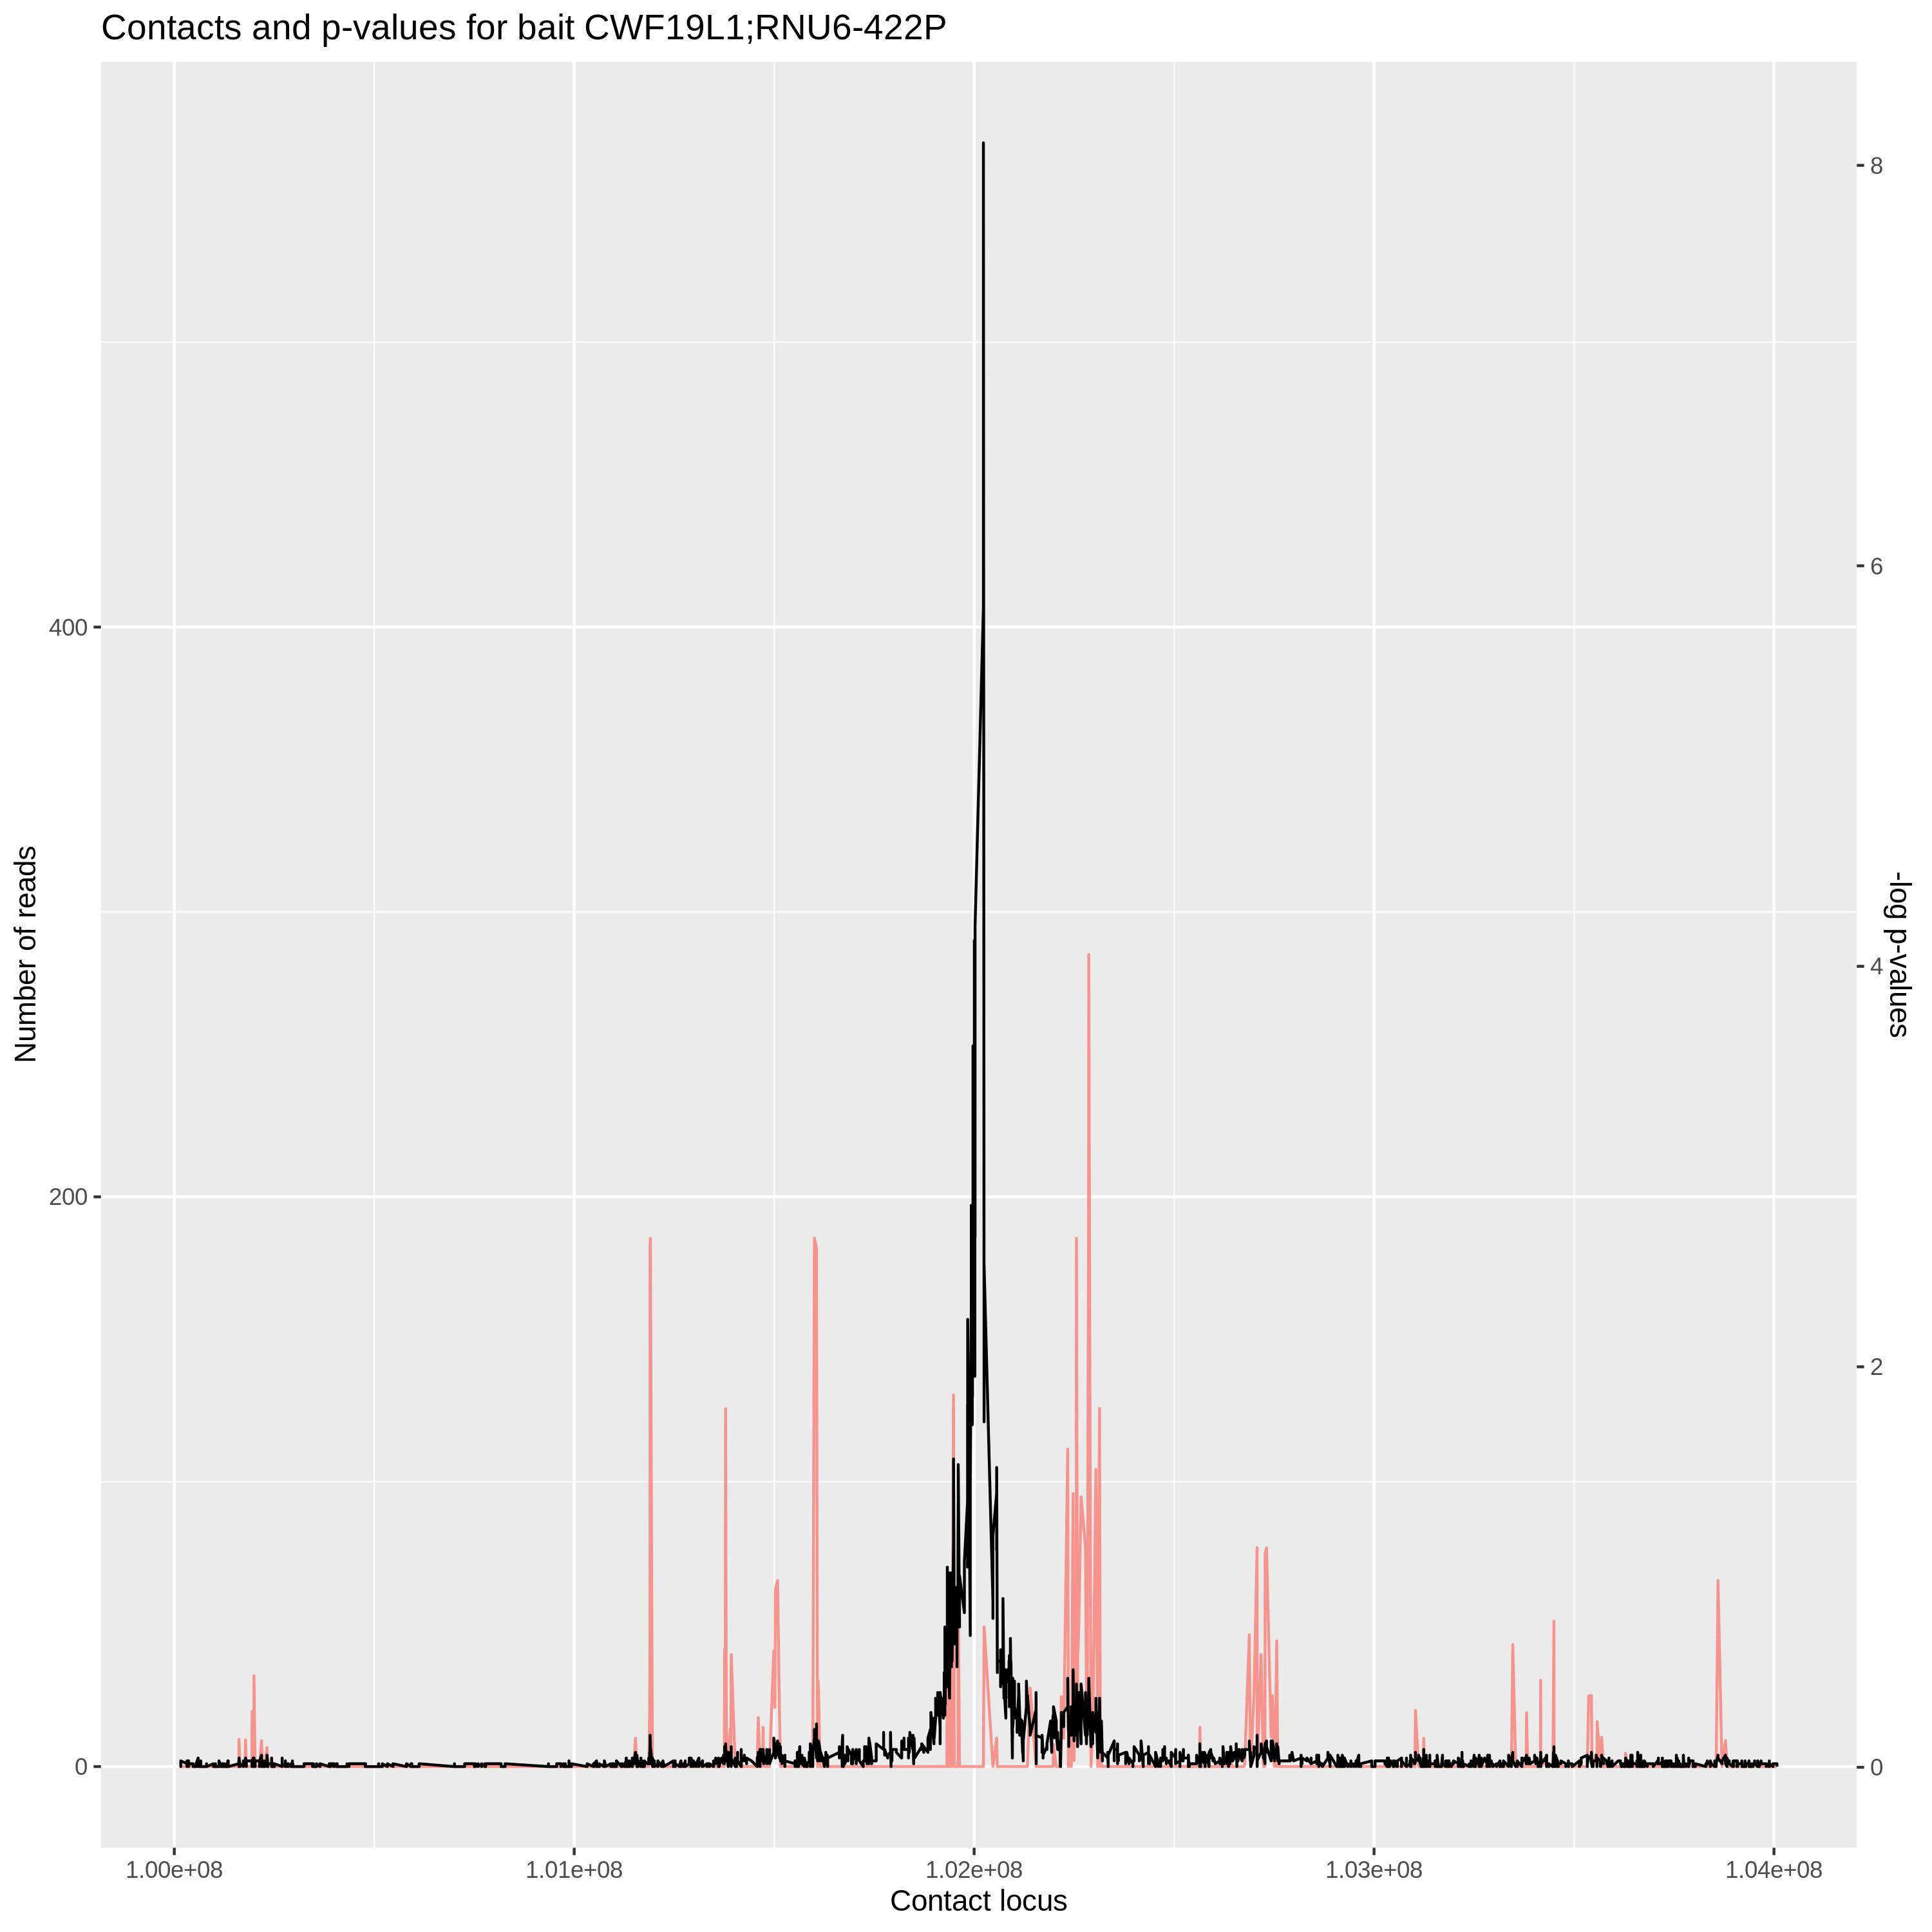 Contacts and p-values for bait CWF19L1;RNU6-422P
Number of reads
400
200
0
8
6
4
2
0
-log p-values
1.00e+08
1.01e+08
1.02e+08
1.03e+08
1.04e+08
Contact locus